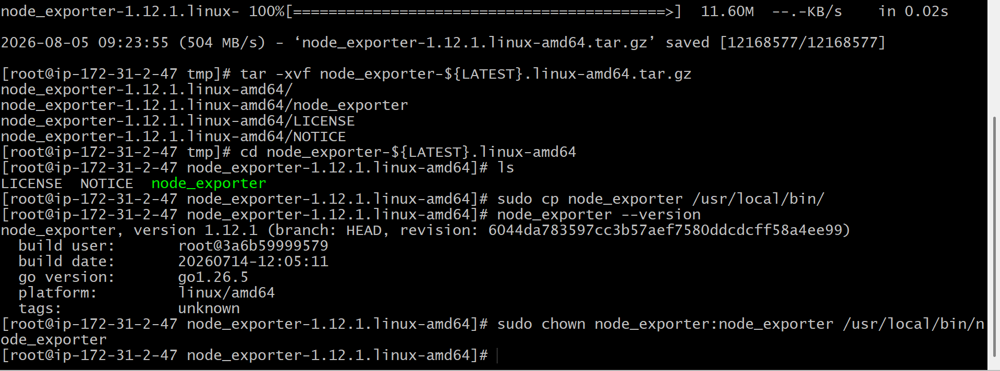 node_exporter-1.12.1.linux- 100%[==========================================>]  11.60M  --.-KB/s    in 0.02s
2026-08-05 09:23:55 (504 MB/s) - ‘node_exporter-1.12.1.linux-amd64.tar.gz’ saved [12168577/12168577]
[root@ip-172-31-2-47 tmp]# tar -xvf node_exporter-${LATEST}.linux-amd64.tar.gz
node_exporter-1.12.1.linux-amd64/
node_exporter-1.12.1.linux-amd64/node_exporter
node_exporter-1.12.1.linux-amd64/LICENSE
node_exporter-1.12.1.linux-amd64/NOTICE
[root@ip-172-31-2-47 tmp]# cd node_exporter-${LATEST}.linux-amd64
[root@ip-172-31-2-47 node_exporter-1.12.1.linux-amd64]# ls
LICENSE  NOTICE  node_exporter
[root@ip-172-31-2-47 node_exporter-1.12.1.linux-amd64]# sudo cp node_exporter /usr/local/bin/
[root@ip-172-31-2-47 node_exporter-1.12.1.linux-amd64]# node_exporter --version
node_exporter, version 1.12.1 (branch: HEAD, revision: 6044da783597cc3b57aef7580ddcdcff58a4ee99)
  build user:       root@3a6b59999579
  build date:       20260714-12:05:11
  go version:       go1.26.5
  platform:         linux/amd64
  tags:             unknown
[root@ip-172-31-2-47 node_exporter-1.12.1.linux-amd64]# sudo chown node_exporter:node_exporter /usr/local/bin/n
ode_exporter
[root@ip-172-31-2-47 node_exporter-1.12.1.linux-amd64]#